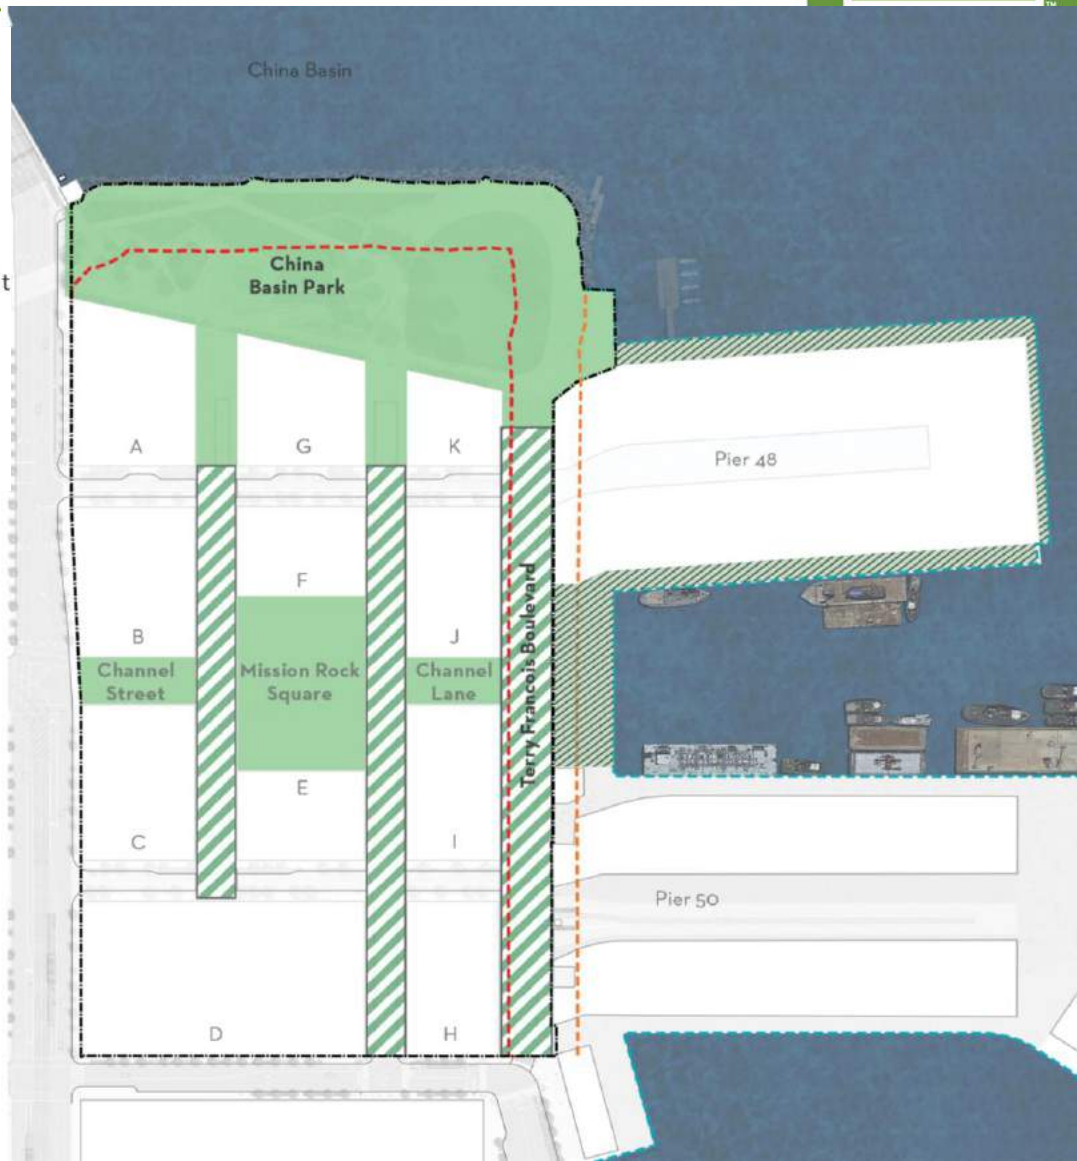 TM
China Basin
t
China
Basin Park
A
G
K
Pier 48
F
B
J
Channel
Street
Mission Rock
Square
Channel
Lane
Terry Francois Boulevard
E
C
I
Pier 50
D
H